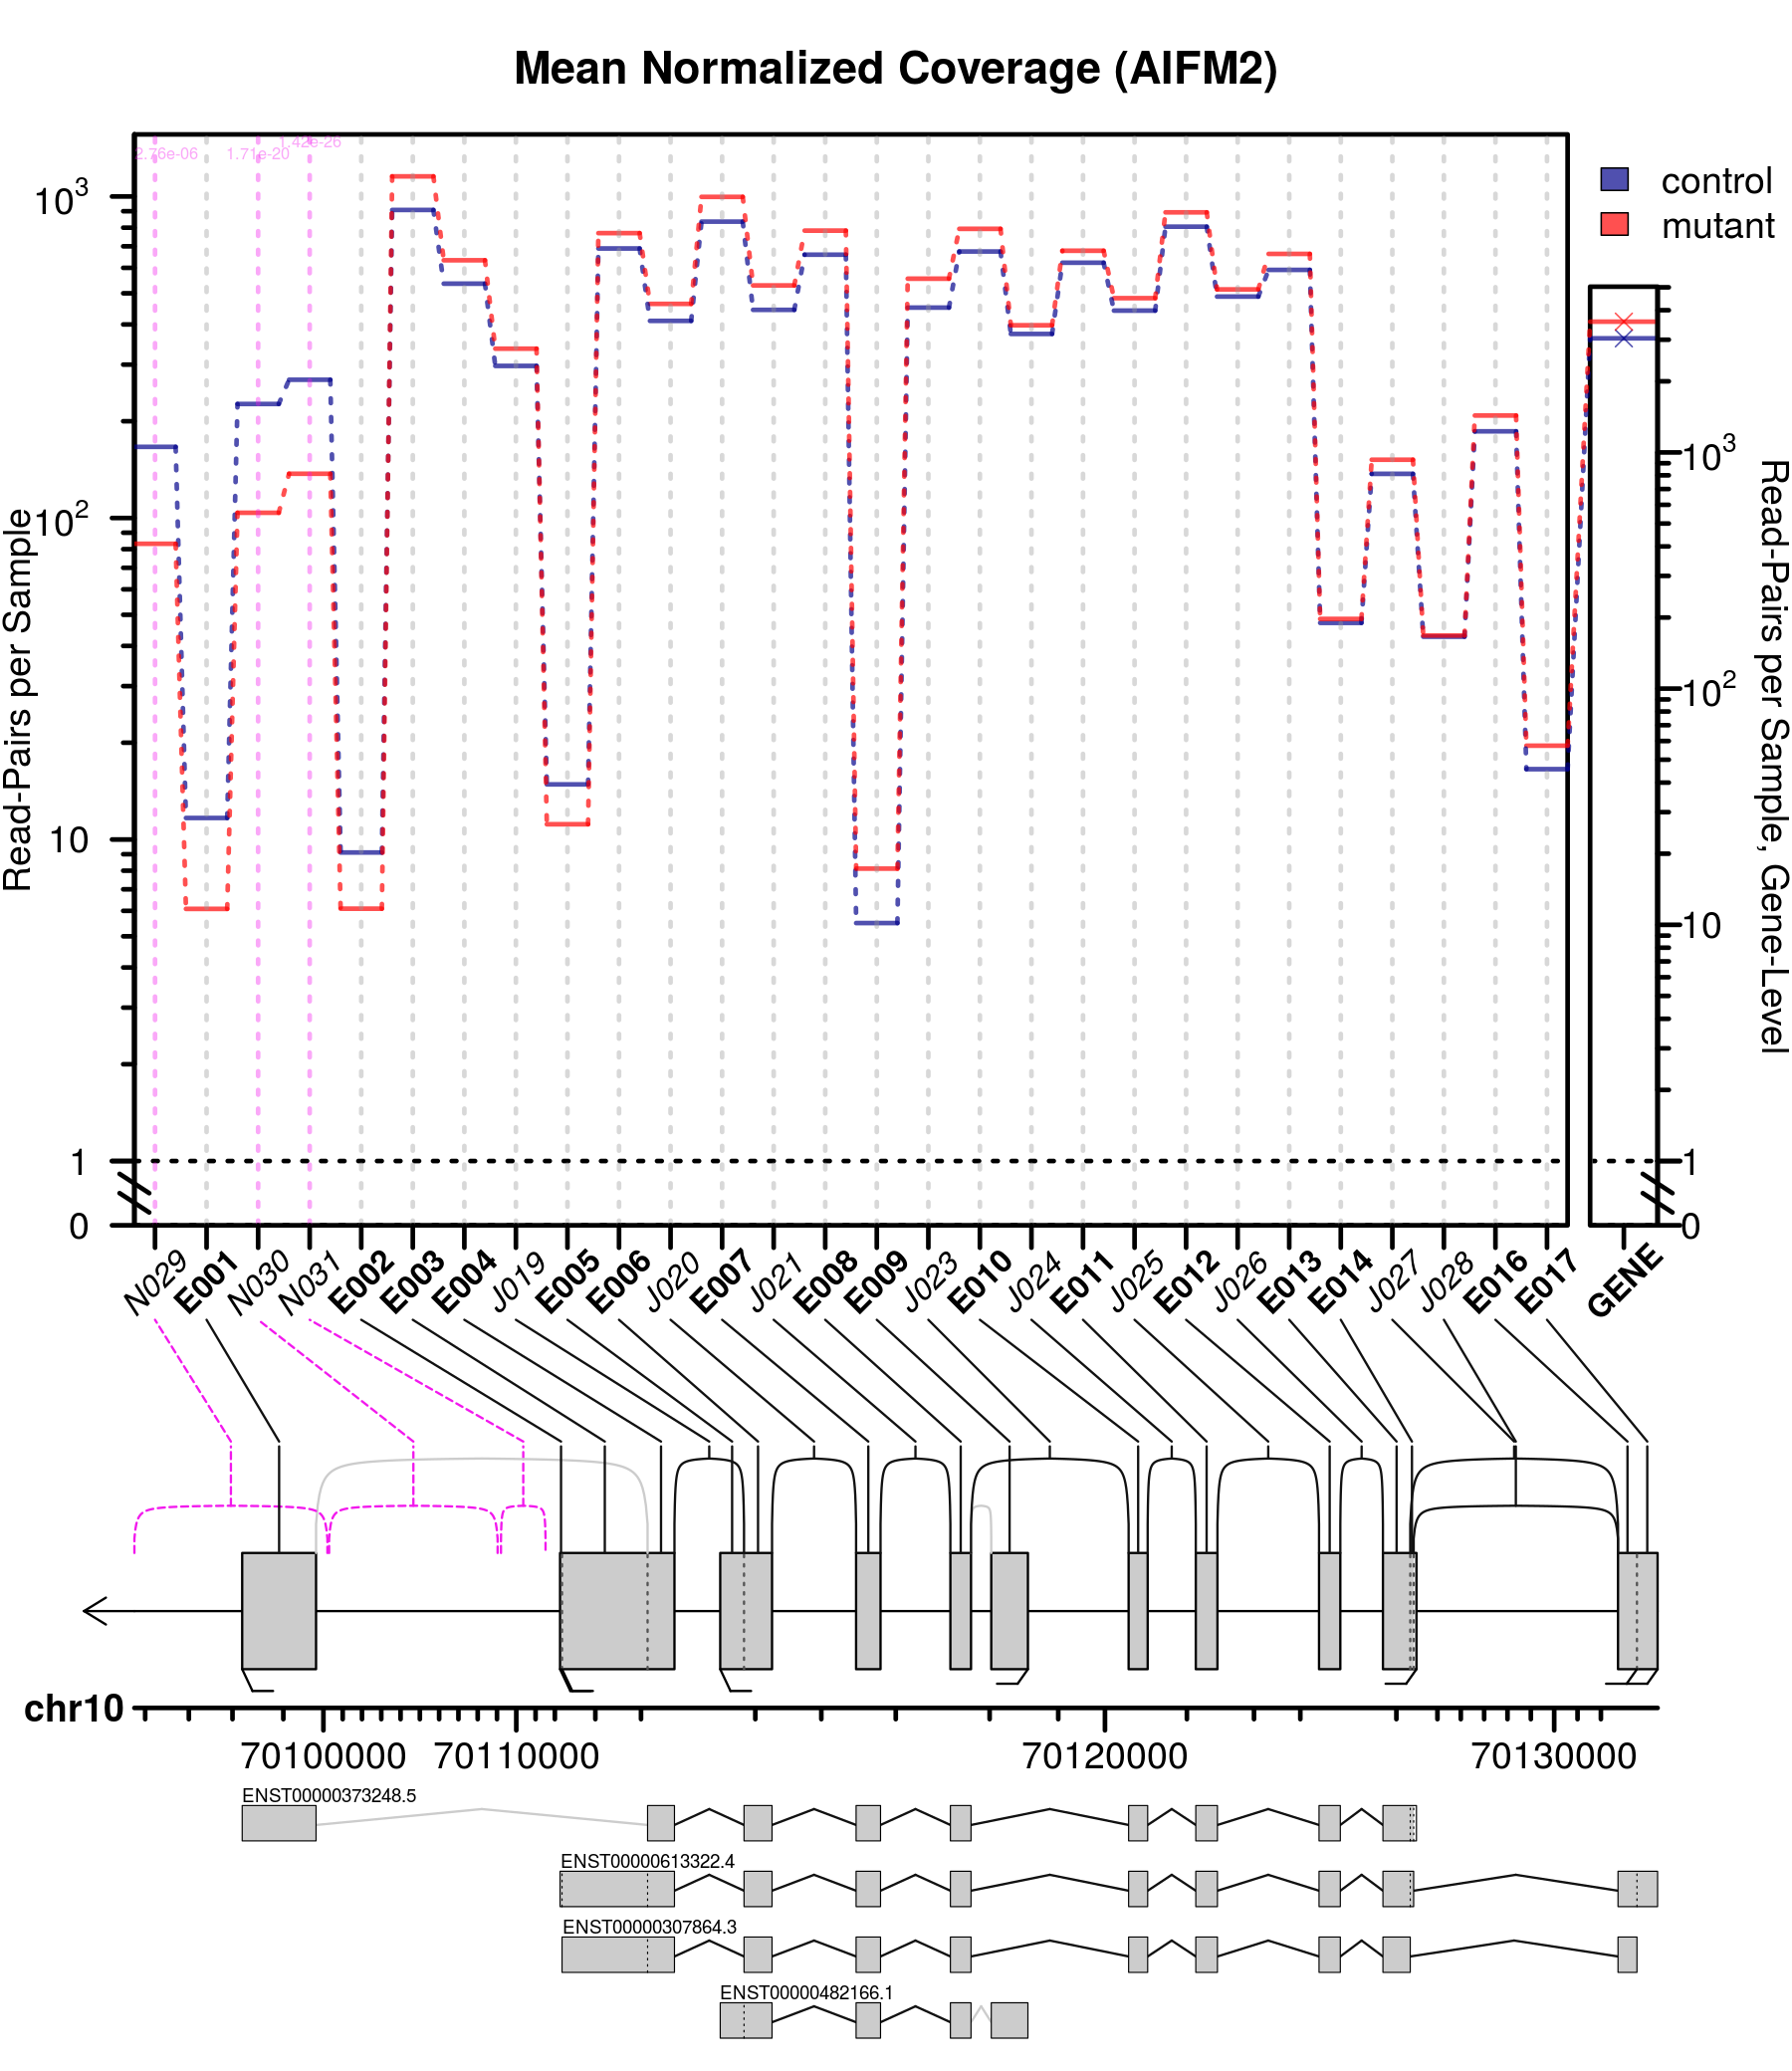 Mean Normalized Coverage (AIFM2)
2.76e-06
1.71e-20
1.42e-26
control
mutant
Read-Pairs per Sample
10³
10²
10
1
0
Read-Pairs per Sample, Gene-Level
10³
10²
10
1
0
N029 E001 N030 N031 E002 E003 E004 J019 E005 E006 J020 E007 J021 E008 E009 J023 E010 J024 E011 J025 E012 J026 E013 E014 J027 J028 E016 E017 GENE
chr10
70100000 70110000 70120000 70130000
ENST00000373248.5
ENST00000613322.4
ENST00000307864.3
ENST00000482166.1